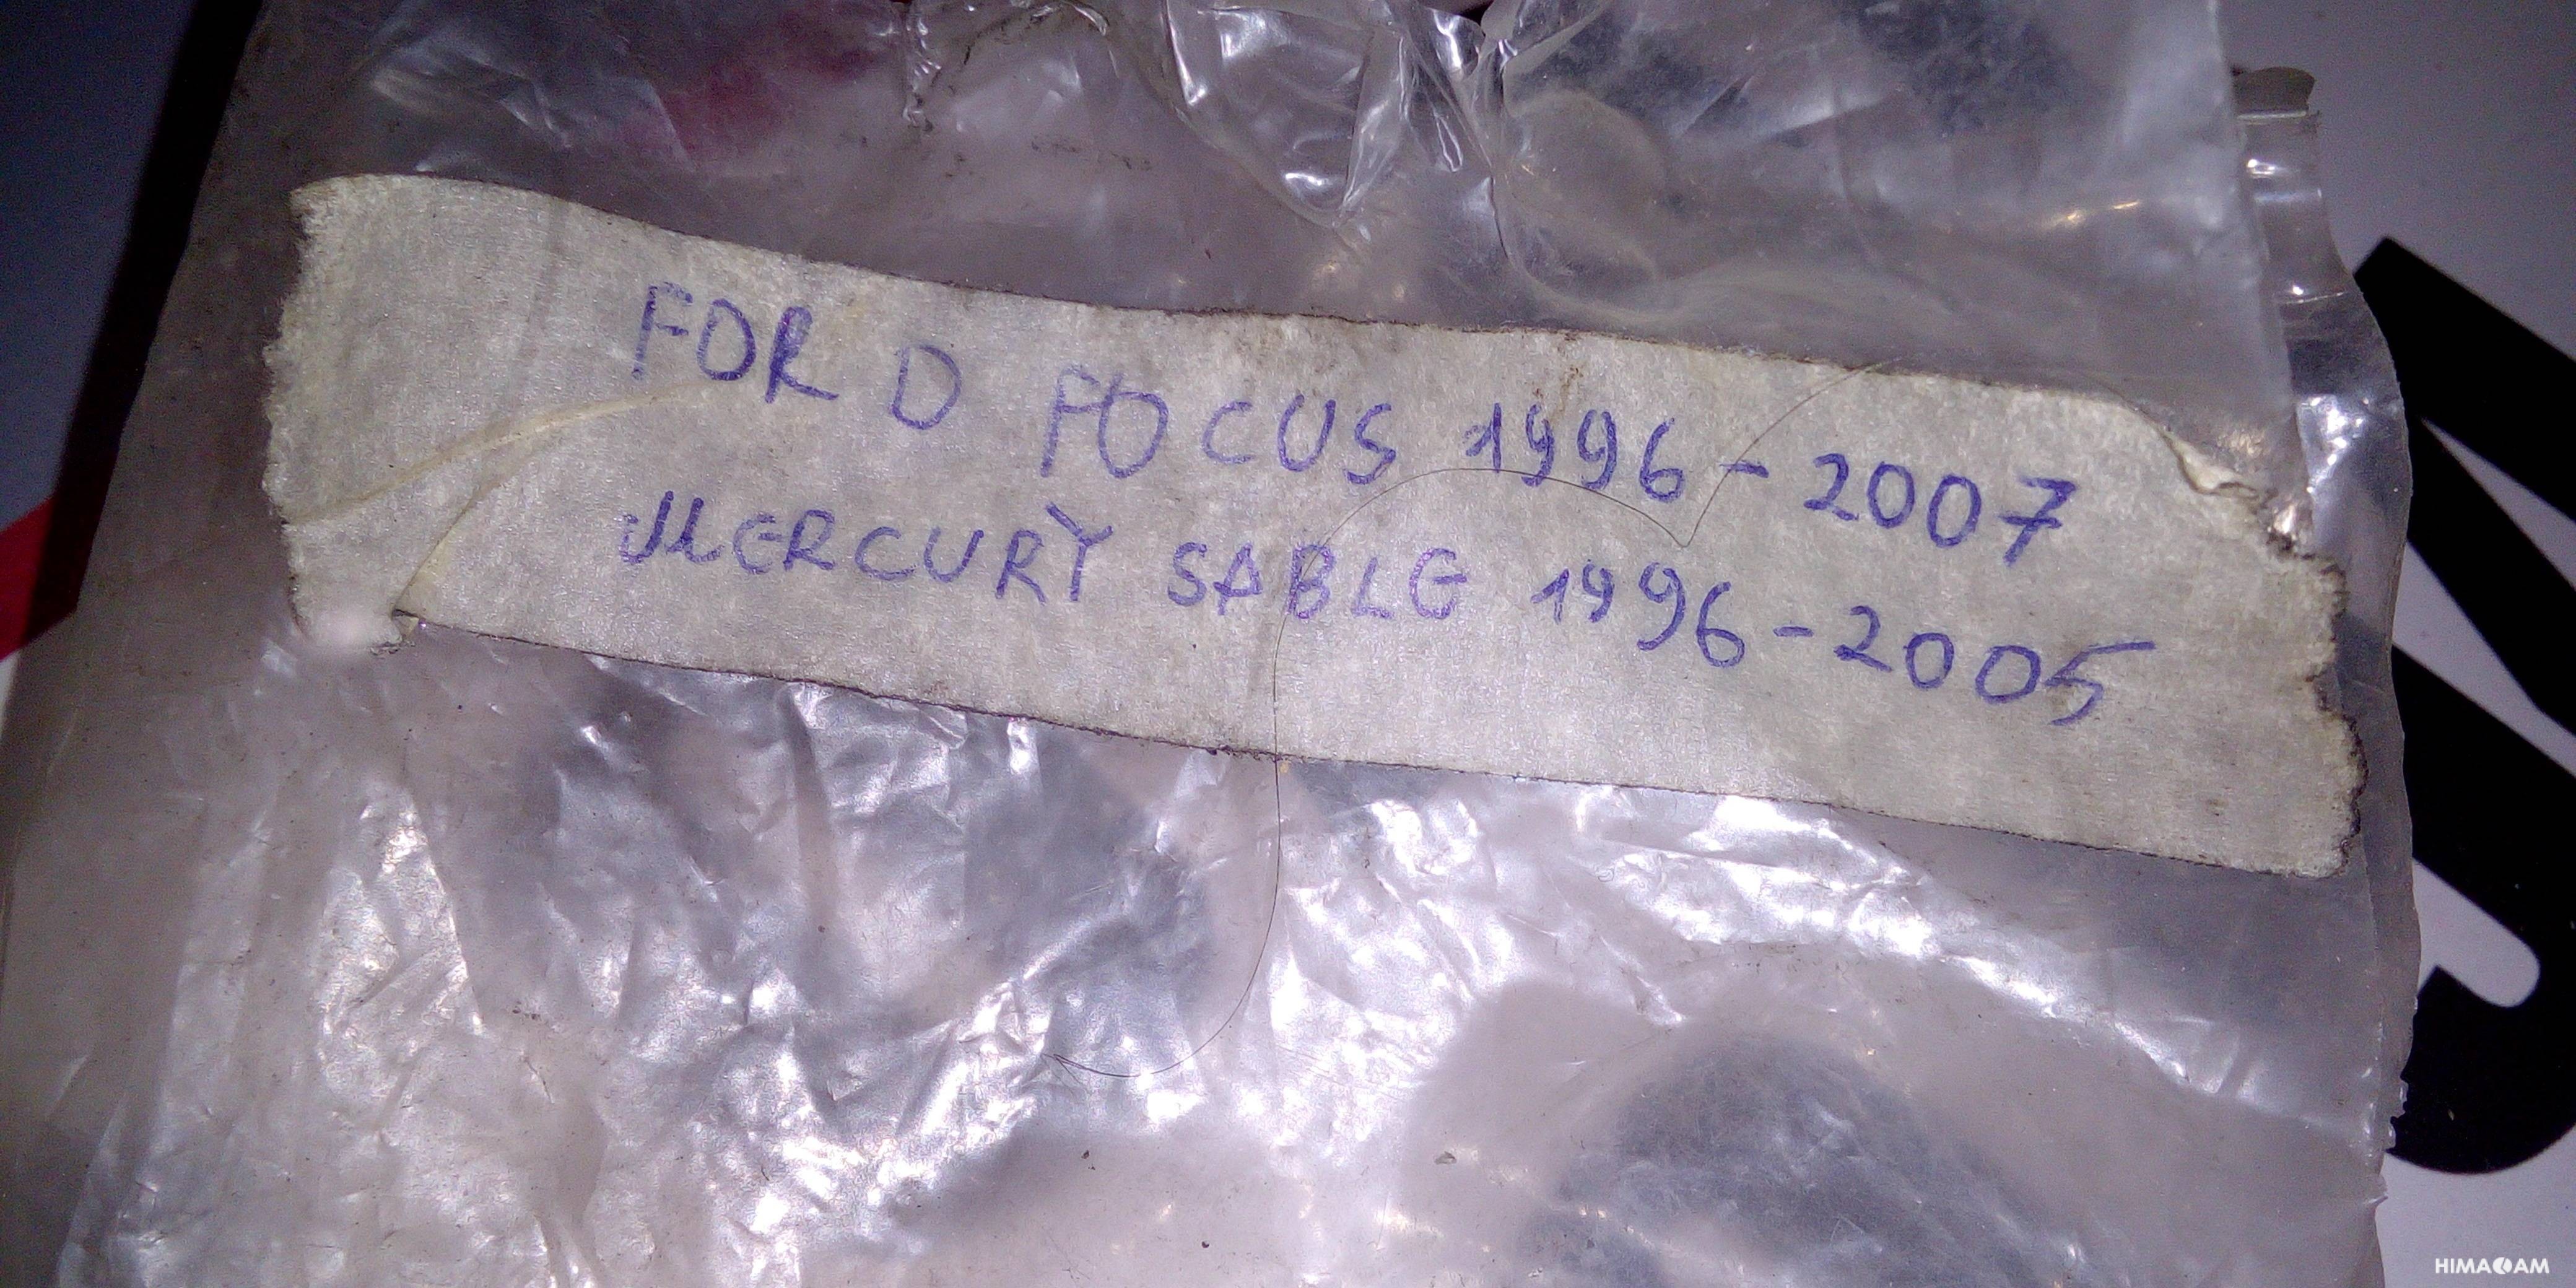 FORD FOCUS 1996-2007
MERCURY SABLE 1996-2005
HIMACAM